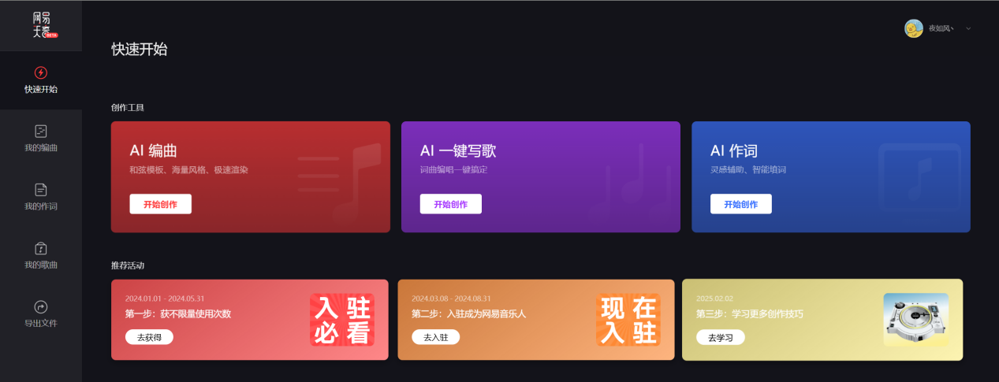 网易
天音
BETA
夜如风丶
快速开始
快速开始
我的编曲
我的作词
我的歌曲
导出文件
创作工具
AI 编曲
和弦模板、海量风格、极速渲染
开始创作
AI 一键写歌
词曲编唱一键搞定
开始创作
AI 作词
灵感辅助、智能填词
开始创作
推荐活动
2024.01.01 - 2024.05.31
第一步：获不限量使用次数
去获得
入驻
必看
2024.03.08 - 2024.08.31
第二步：入驻成为网易音乐人
去入驻
现在
入驻
2025.02.02
第三步：学习更多创作技巧
去学习